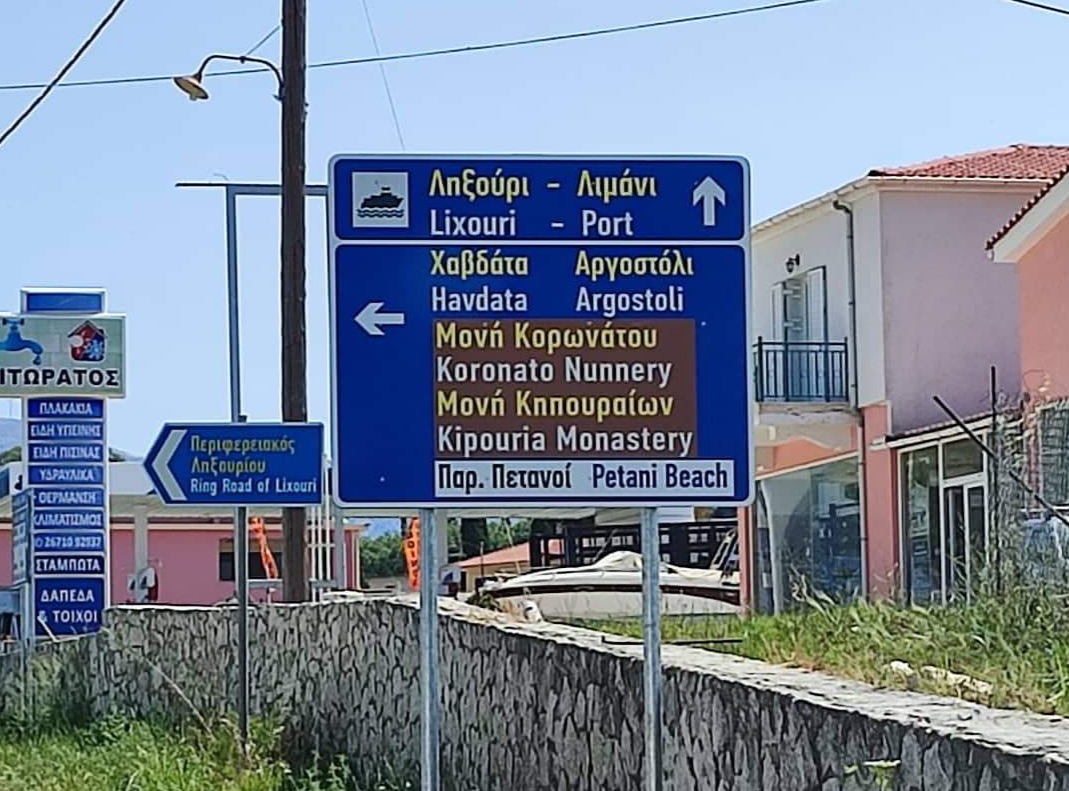 Ληξούρι - Λιμάνι
Lixouri - Port
Χαβδάτα Αργοστόλι
Havdata Argostoli
Μονή Κορωνάτου
Koronato Nunnery
Μονή Κηπουραίων
Kipouria Monastery
Παρ. Πετανοί Petani Beach
Περιφερειακός
Ληξουρίου
Ring Road of Lixouri
ΙΤΩΡΑΤΟΣ
ΠΛΑΚΑΚΙΑ
ΕΙΔΗ ΥΓΙΕΙΝΗΣ
ΕΙΔΗ ΠΙΣΙΝΑΣ
ΥΔΡΑΥΛΙΚΑ
ΘΕΡΜΑΝΣΗ
ΚΛΙΜΑΤΙΣΜΟΣ
26710 92937
ΣΤΑΜΠΩΤΑ
ΔΑΠΕΔΑ
& ΤΟΙΧΟΙ